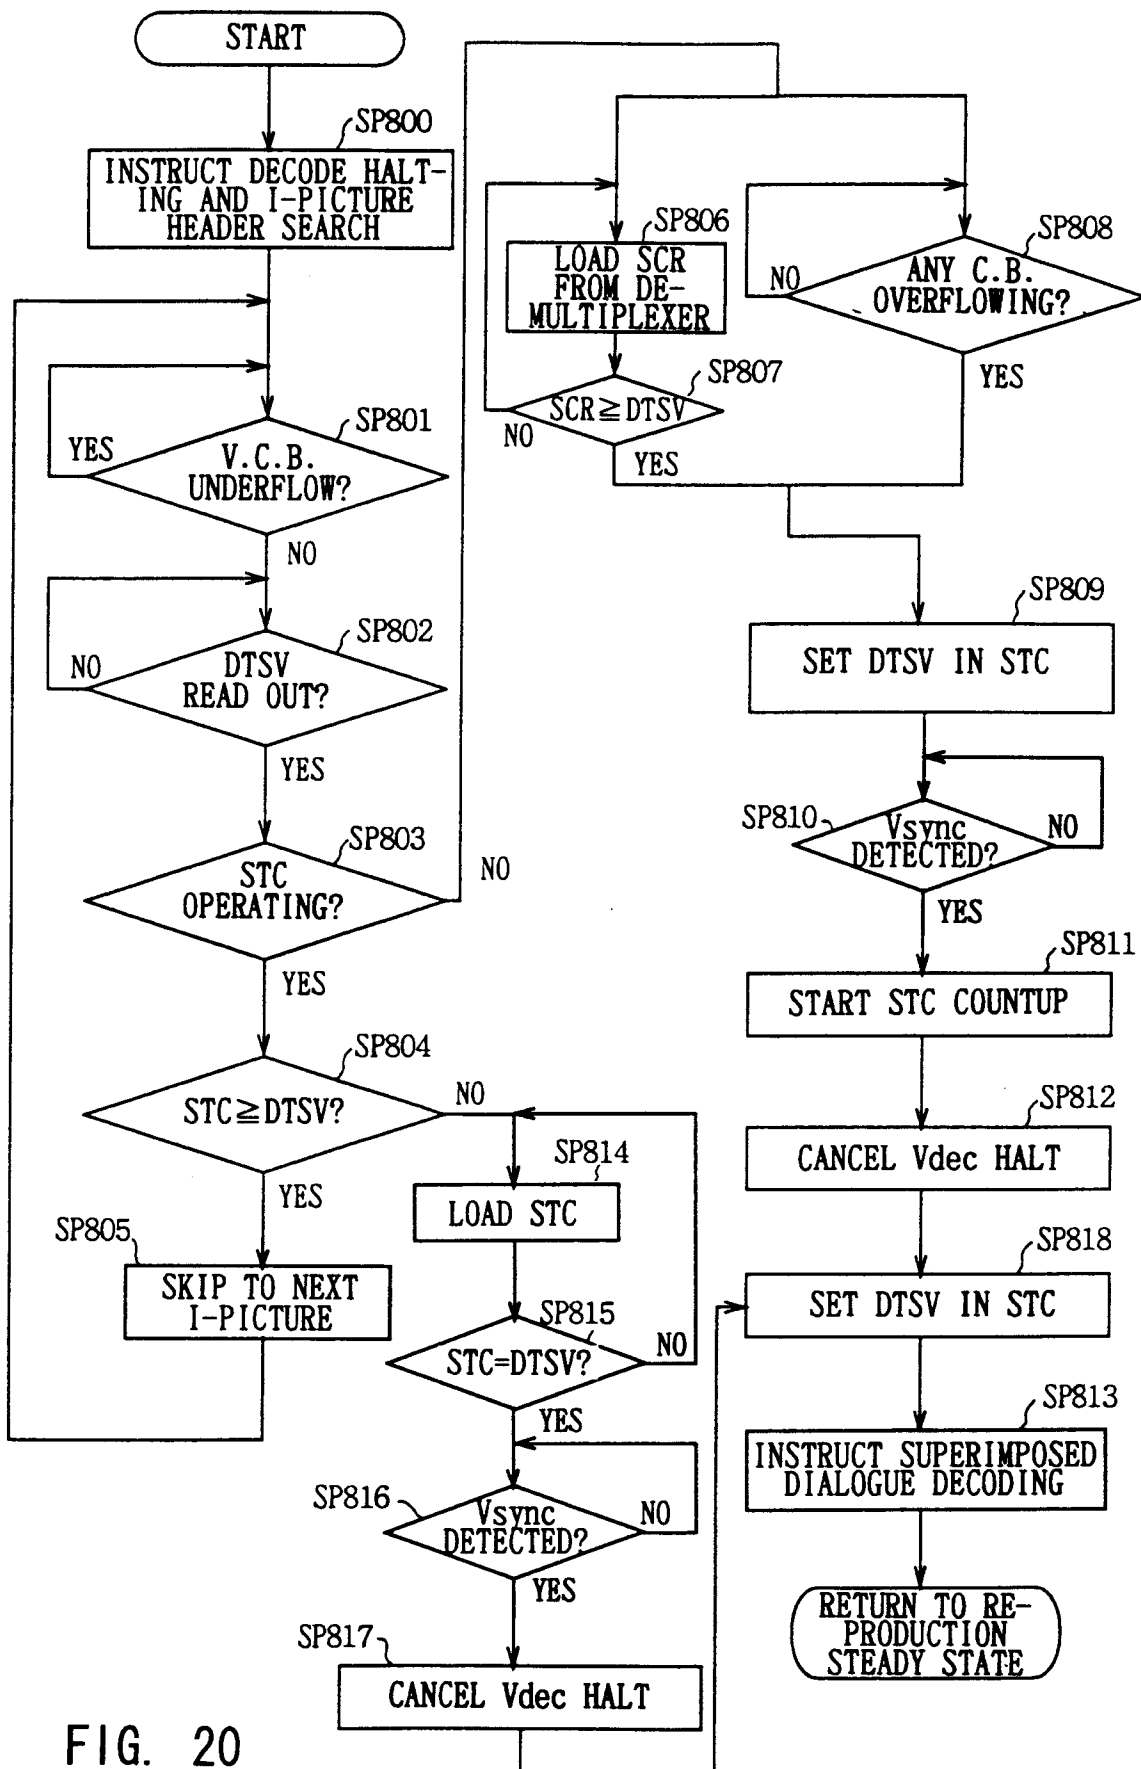 START
SP800
INSTRUCT DECODE HALT-
ING AND I-PICTURE
HEADER SEARCH
SP801
YES
V.C.B.
UNDERFLOW?
NO
SP802
NO
DTSV
READ OUT?
YES
SP803
STC
OPERATING?
NO
YES
SP804
STC≧DTSV?
NO
YES
SP805
SKIP TO NEXT
I-PICTURE
SP806
LOAD SCR
FROM DE-
MULTIPLEXER
SP807
SCR≧DTSV
NO
YES
SP808
NO
ANY C.B.
OVERFLOWING?
YES
SP809
SET DTSV IN STC
SP810
Vsync
DETECTED?
NO
YES
SP811
START STC COUNTUP
SP812
CANCEL Vdec HALT
SP818
SET DTSV IN STC
SP813
INSTRUCT SUPERIMPOSED
DIALOGUE DECODING
RETURN TO RE-
PRODUCTION
STEADY STATE
SP814
LOAD STC
SP815
STC=DTSV?
NO
YES
SP816
Vsync
DETECTED?
NO
YES
SP817
CANCEL Vdec HALT
FIG. 20